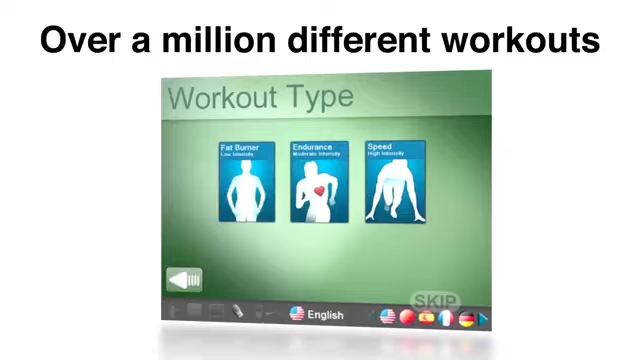 Over a million different workouts
Workout Type
Fat Burner
Low Intensity
Endurance
Moderate Intensity
Speed
High Intensity
SKIP
English